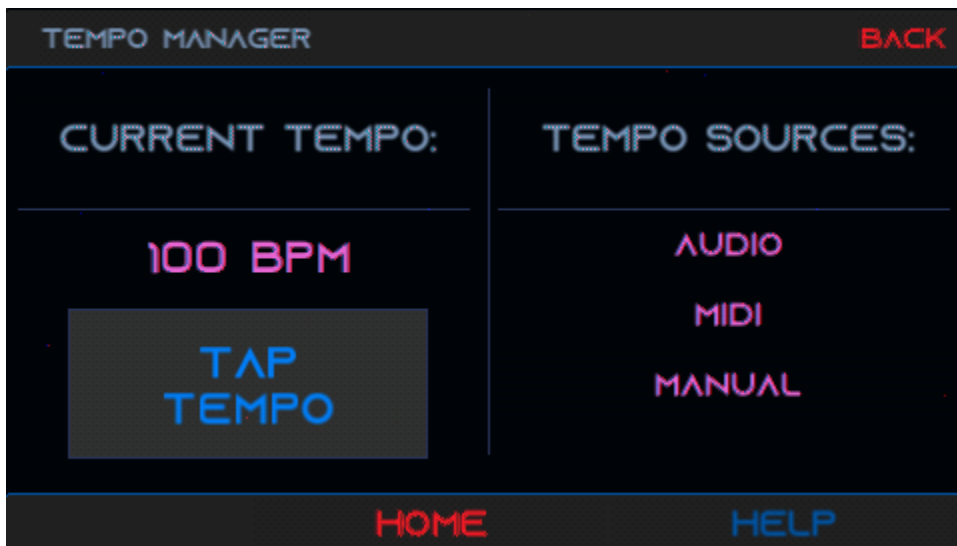 TEMPO MANAGER
BACK
CURRENT TEMPO:
TEMPO SOURCES:
100 BPM
TAP
TEMPO
AUDIO
MIDI
MANUAL
HOME
HELP